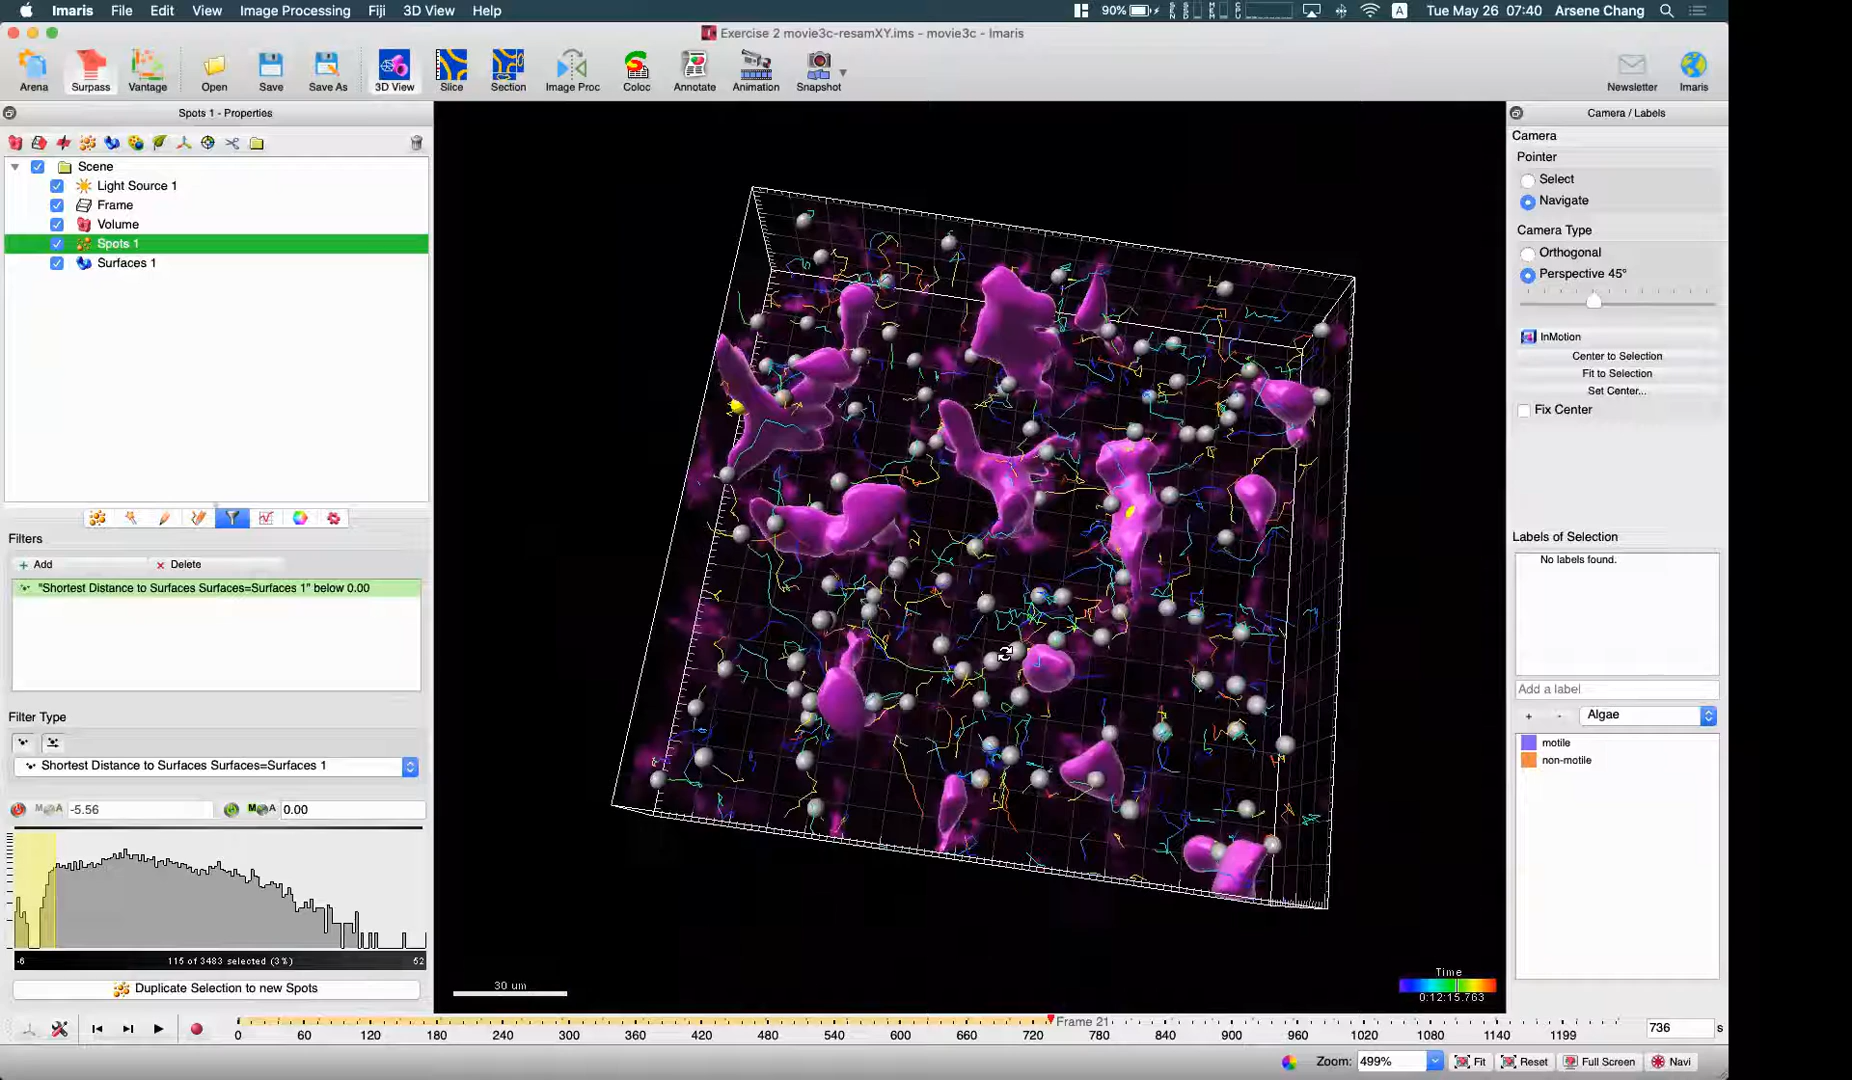 Imaris File Edit View Image Processing Fiji 3D View Help
90% Tue May 26 07:40 Arsene Chang
Exercise 2 movie3c-resamXY.ims - movie3c - Imaris
Arena Surpass Vantage Open Save Save As 3D View Slice Section Image Proc Coloc Annotate Animation Snapshot Newsletter Imaris
Spots 1 - Properties
Scene
Light Source 1
Frame
Volume
Spots 1
Surfaces 1
Filters
Add Delete
"Shortest Distance to Surfaces Surfaces=Surfaces 1" below 0.00
Filter Type
Shortest Distance to Surfaces Surfaces=Surfaces 1
-5.56 0.00
-6 115 of 3483 selected (3%) 52
Duplicate Selection to new Spots
30 um
Time
0:12:15.763
Camera / Labels
Camera
Pointer
Select
Navigate
Camera Type
Orthogonal
Perspective 45°
InMotion
Center to Selection
Fit to Selection
Set Center...
Fix Center
Labels of Selection
No labels found.
Add a label
+ - Algae
motile
non-motile
Frame 21
0 60 120 180 240 300 360 420 480 540 600 660 720 780 840 900 960 1020 1080 1140 1199
736 s
Zoom: 499% Fit Reset Full Screen Navi